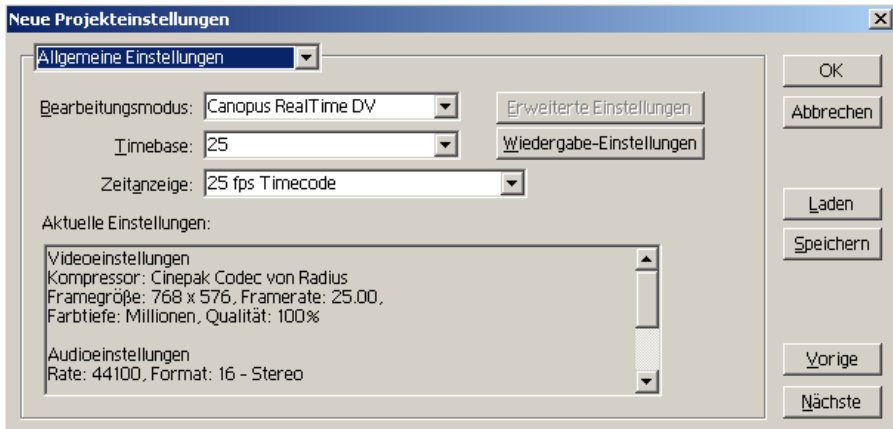 Neue Projekteinstellungen
Allgemeine Einstellungen
OK
Abbrechen
Bearbeitungsmodus: Canopus RealTime DV
Erweiterte Einstellungen
Timebase: 25
Wiedergabe-Einstellungen
Zeitanzeige: 25 fps Timecode
Laden
Speichern
Aktuelle Einstellungen:
Videoeinstellungen
Kompressor: Cinepak Codec von Radius
Framegröße: 768 x 576, Framerate: 25.00,
Farbtiefe: Millionen, Qualität: 100%
Audioeinstellungen
Rate: 44100, Format: 16 - Stereo
Vorige
Nächste